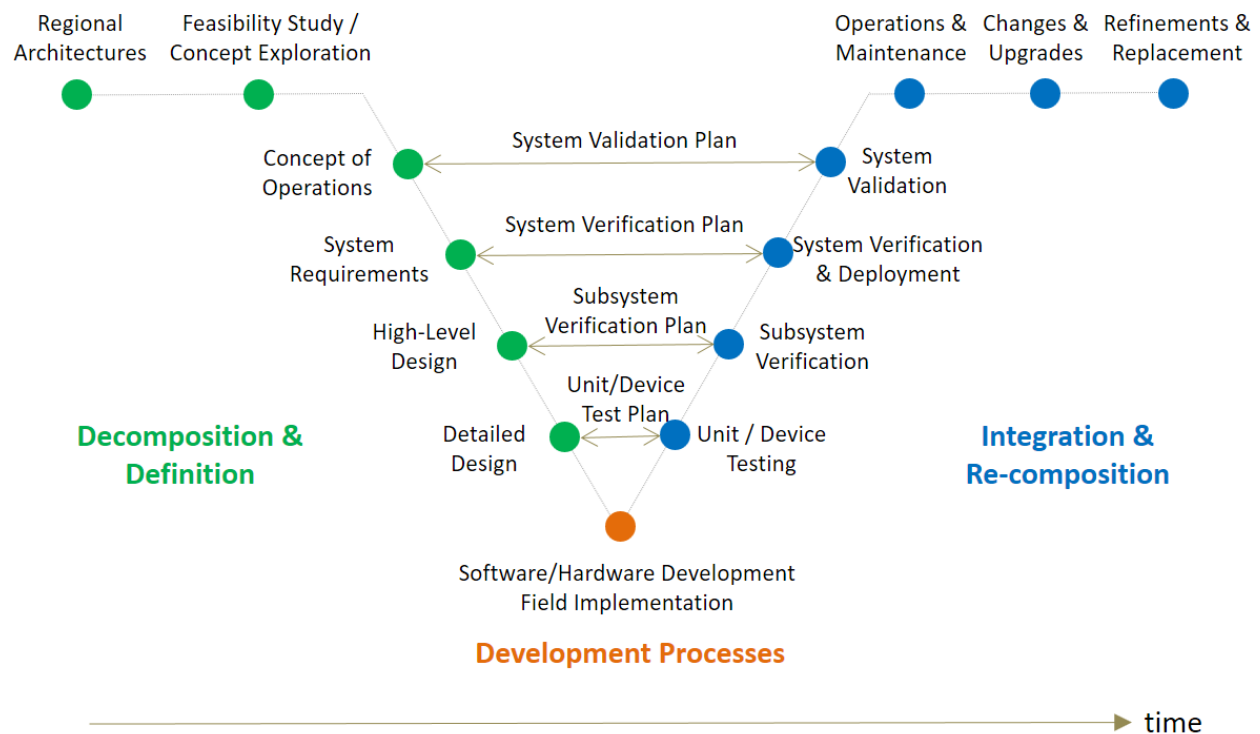 Regional
Architectures
Feasibility Study /
Concept Exploration
Operations &
Maintenance
Changes &
Upgrades
Refinements &
Replacement
Concept of
Operations
System Validation Plan
System
Validation
System
Requirements
System Verification Plan
System Verification
& Deployment
High-Level
Design
Subsystem
Verification Plan
Subsystem
Verification
Detailed
Design
Unit/Device
Test Plan
Unit / Device
Testing
Decomposition &
Definition
Integration &
Re-composition
Software/Hardware Development
Field Implementation
Development Processes
time